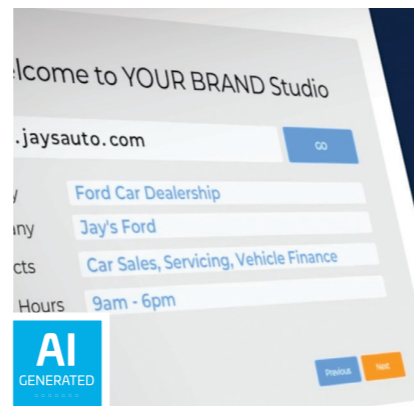 lcome to YOUR BRAND Studio
.jaysauto.com
GO
y Ford Car Dealership
any Jay's Ford
cts Car Sales, Servicing, Vehicle Finance
Hours 9am - 6pm
Previous Next
AI
GENERATED